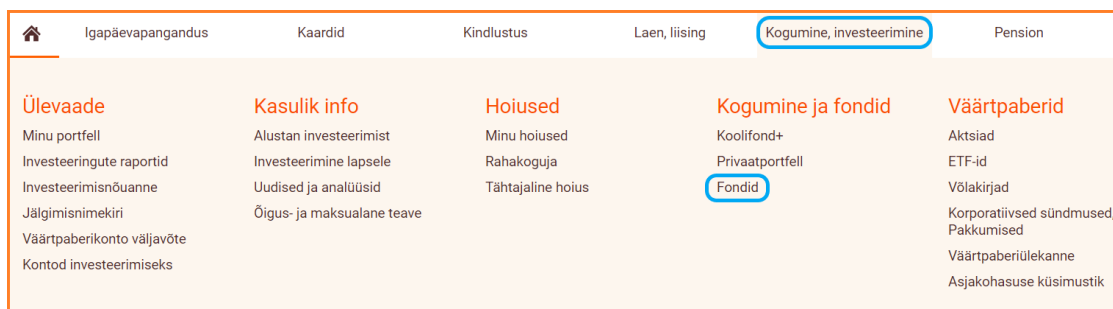 Igapäevapangandus
Kaardid
Kindlustus
Laen, liising
Kogumine, investeerimine
Pension
Ülevaade
Minu portfell
Investeeringute raportid
Investeerimisnõuanne
Jälgimisnimekiri
Väärtpaberikonto väljavõte
Kontod investeerimiseks
Kasulik info
Alustan investeerimist
Investeerimine lapsele
Uudised ja analüüsid
Õigus- ja maksualane teave
Hoiused
Minu hoiused
Rahakoguja
Tähtajaline hoius
Kogumine ja fondid
Koolifond+
Privaatportfell
Fondid
Väärtpaberid
Aktsiad
ETF-id
Võlakirjad
Korporatiivsed sündmused,
Pakkumised
Väärtpaberiülekanne
Asjakohasuse küsimustik